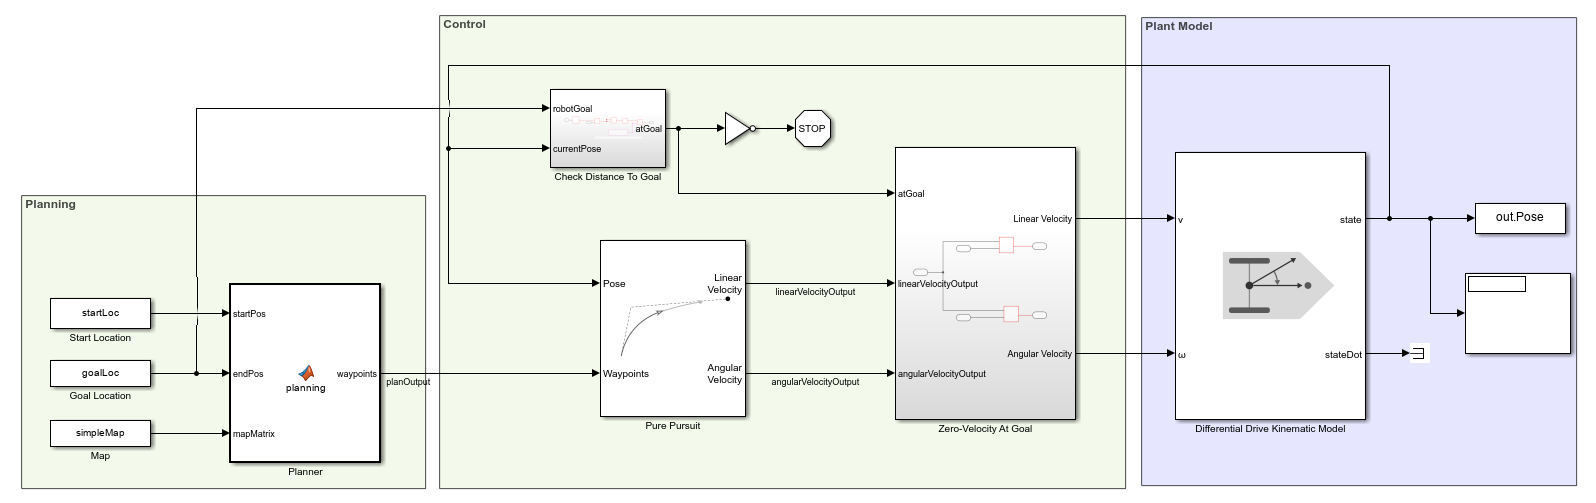 Planning
startLoc
Start Location
goalLoc
Goal Location
simpleMap
Map
startPos
endPos
mapMatrix
planning
waypoints
Planner
planOutput
Control
robotGoal
currentPose
atGoal
Check Distance To Goal
STOP
Pose
Waypoints
Linear
Velocity
Angular
Velocity
Pure Pursuit
linearVelocityOutput
angularVelocityOutput
atGoal
linearVelocityOutput
angularVelocityOutput
Linear Velocity
Angular Velocity
Zero-Velocity At Goal
Plant Model
v
ω
state
stateDot
Differential Drive Kinematic Model
out.Pose